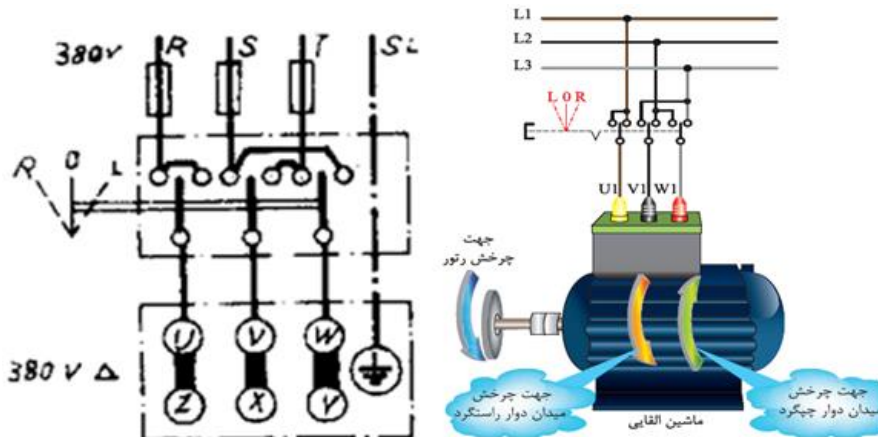 380v R S T SL
R 0 L
U V W
380 V Δ
Z X Y
L1
L2
L3
L 0 R
U1 V1 W1
جهت
چرخش رتور
جهت چرخش
میدان دوار راستگرد
جهت چرخش
میدان دوار چپگرد
ماشین القایی